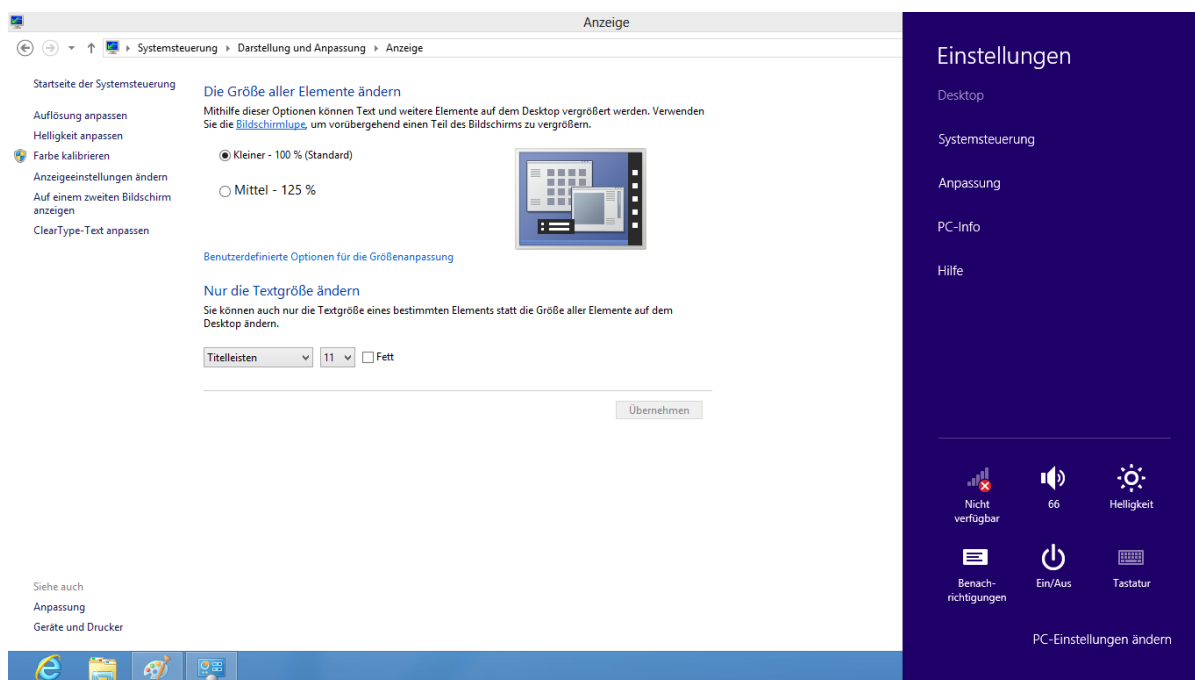 Anzeige
Systemsteuerung
Darstellung und Anpassung
Anzeige
Startseite der Systemsteuerung
Auflösung anpassen
Helligkeit anpassen
Farbe kalibrieren
Anzeigeeinstellungen ändern
Auf einem zweiten Bildschirm
anzeigen
ClearType-Text anpassen
Die Größe aller Elemente ändern
Mithilfe dieser Optionen können Text und weitere Elemente auf dem Desktop vergrößert werden. Verwenden
Sie die Bildschirmlupe, um vorübergehend einen Teil des Bildschirms zu vergrößern.
Kleiner - 100 % (Standard)
Mittel - 125 %
Benutzerdefinierte Optionen für die Größenanpassung
Nur die Textgröße ändern
Sie können auch nur die Textgröße eines bestimmten Elements statt die Größe aller Elemente auf dem
Desktop ändern.
Titelleisten 11 Fett
Übernehmen
Siehe auch
Anpassung
Geräte und Drucker
Einstellungen
Desktop
Systemsteuerung
Anpassung
PC-Info
Hilfe
Nicht
verfügbar
66
Helligkeit
Benach-
richtigungen
Ein/Aus
Tastatur
PC-Einstellungen ändern